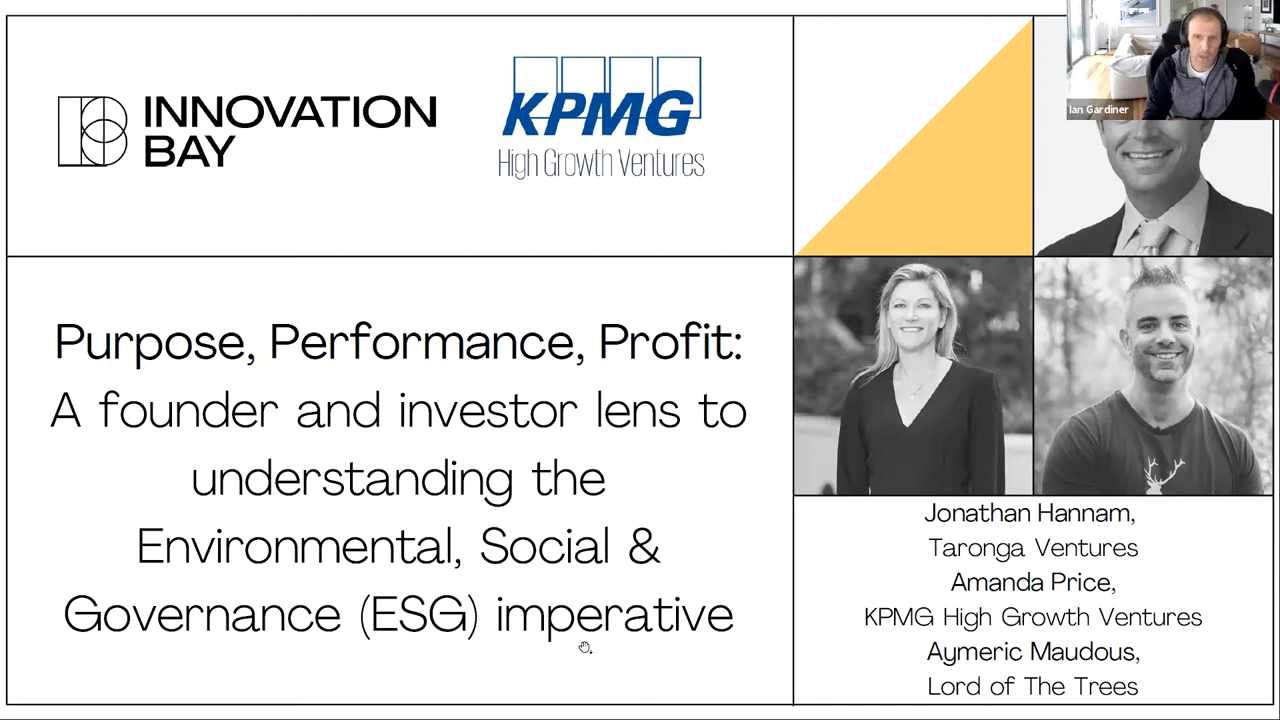 INNOVATION
BAY
KPMG
High Growth Ventures
Ian Gardiner
Purpose, Performance, Profit:
A founder and investor lens to
understanding the
Environmental, Social &
Governance (ESG) imperative
Jonathan Hannam,
Taronga Ventures
Amanda Price,
KPMG High Growth Ventures
Aymeric Maudous,
Lord of The Trees